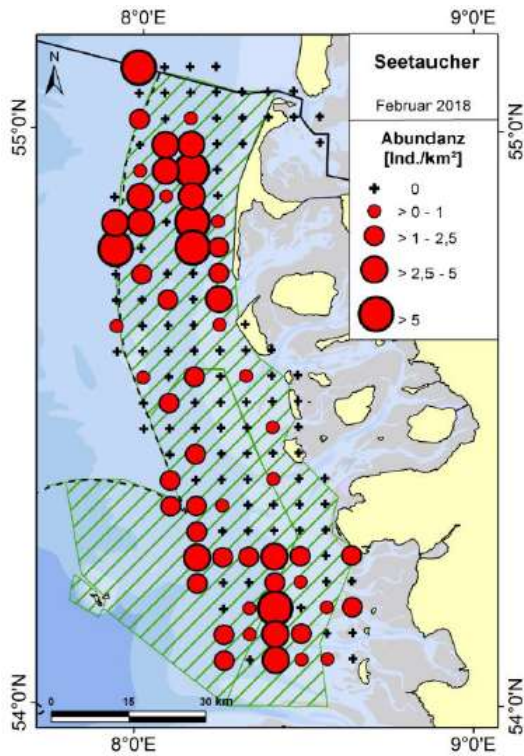 8°0'E 9°0'E
N
Seetaucher
Februar 2018
55°0'N 55°0'N
Abundanz
[Ind./km²]
0
> 0 - 1
> 1 - 2,5
> 2,5 - 5
> 5
54°0'N 54°0'N
0 15 30 km
8°0'E 9°0'E